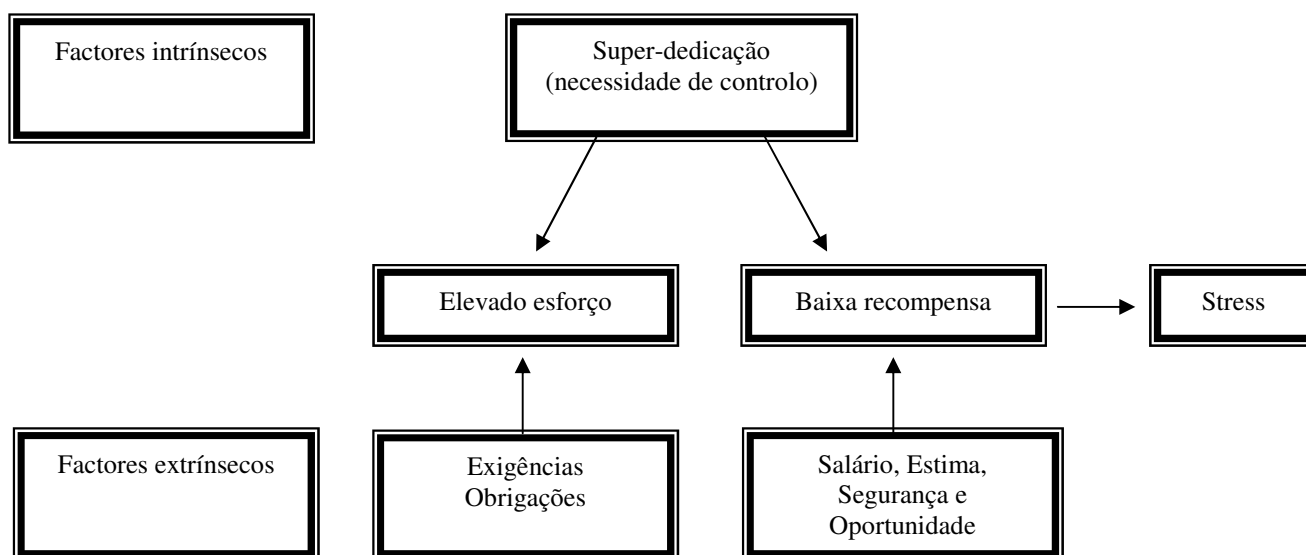 Factores intrínsecos
Super-dedicação
(necessidade de controlo)
Elevado esforço
Baixa recompensa
Stress
Factores extrínsecos
Exigências
Obrigações
Salário, Estima,
Segurança e
Oportunidade